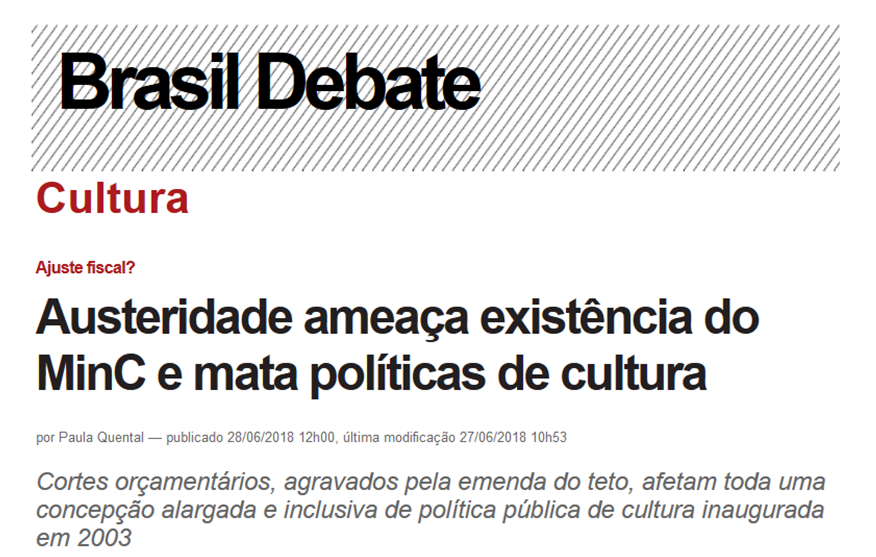 Brasil Debate
Cultura
Ajuste fiscal?
Austeridade ameaça existência do
MinC e mata políticas de cultura
por Paula Quental — publicado 28/06/2018 12h00, última modificação 27/06/2018 10h53
Cortes orçamentários, agravados pela emenda do teto, afetam toda uma
concepção alargada e inclusiva de política pública de cultura inaugurada
em 2003